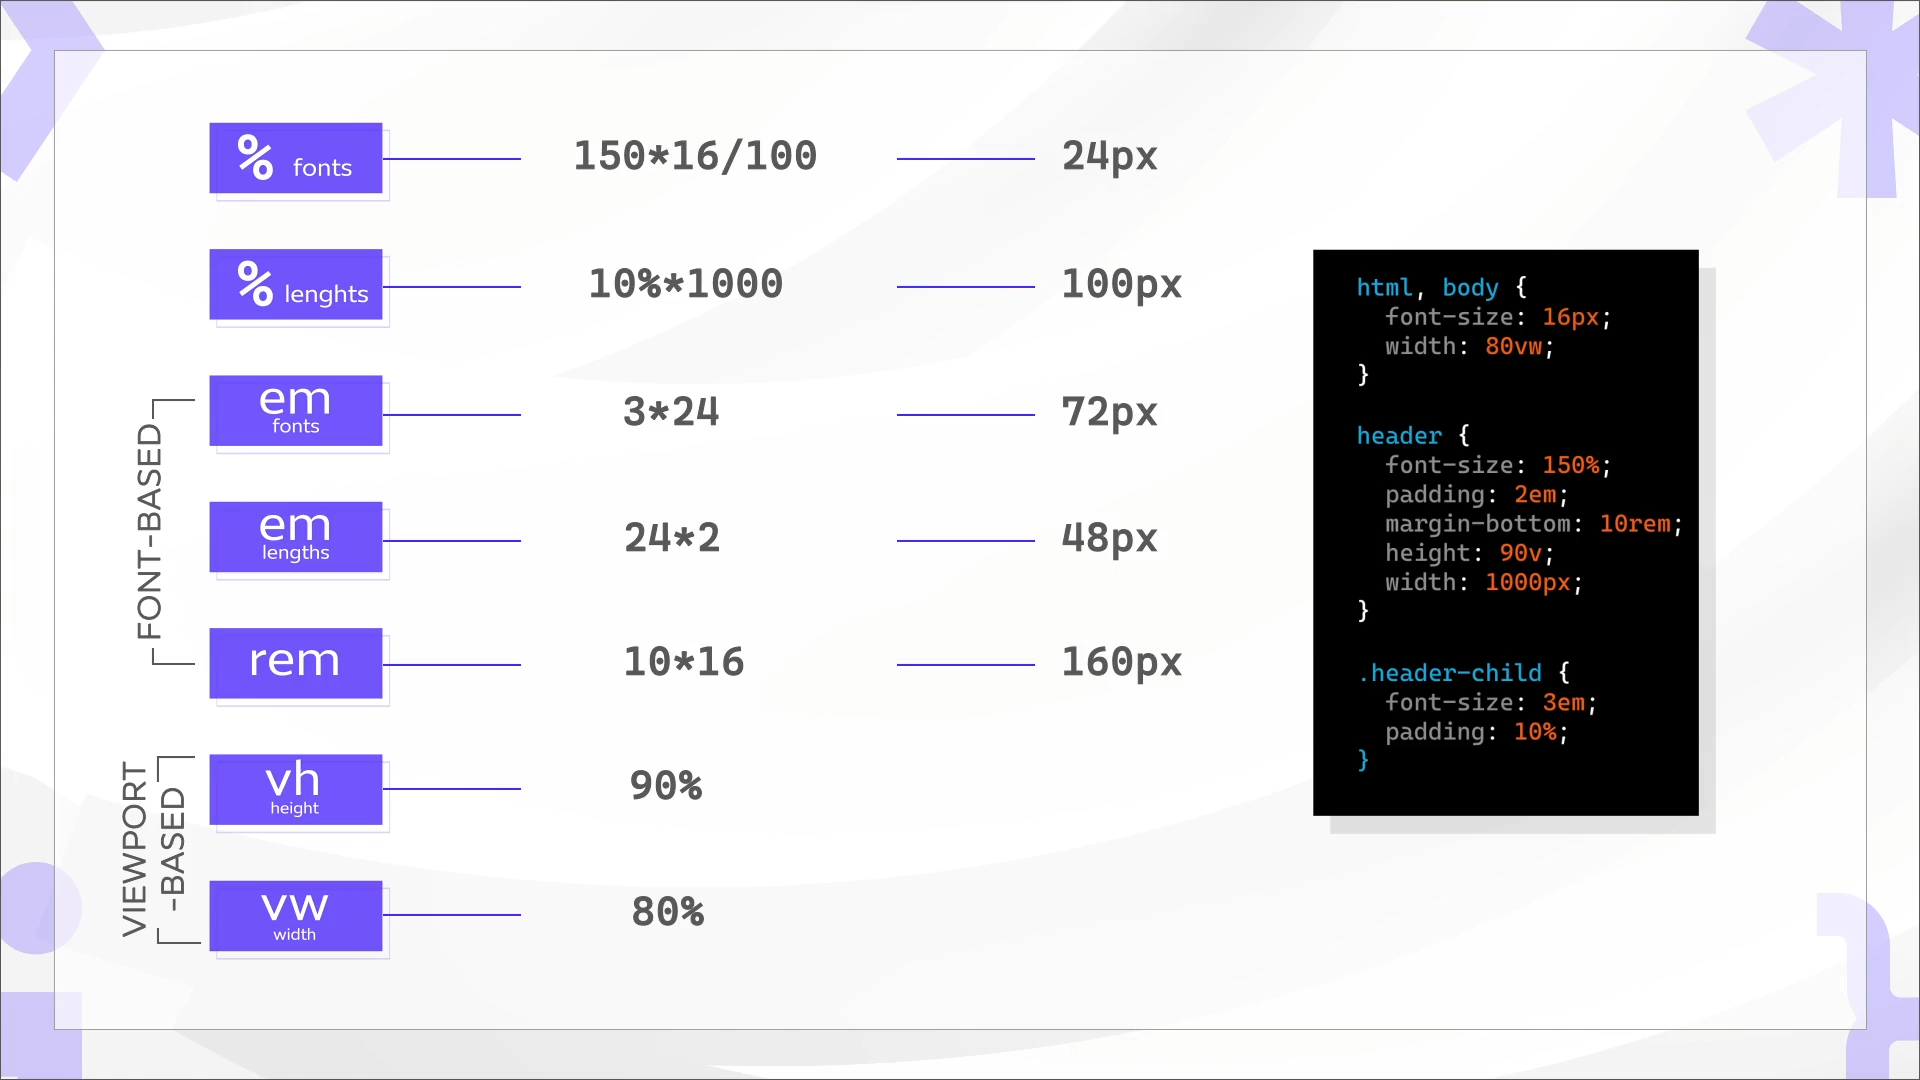 % fonts 150*16/100 24px
% lenghts 10%*1000 100px
FONT-BASED
em
fonts
3*24 72px
em
lengths
24*2 48px
rem 10*16 160px
VIEWPORT
-BASED
vh
height
90%
vw
width
80%
html, body {
font-size: 16px;
width: 80vw;
}
header {
font-size: 150%;
padding: 2em;
margin-bottom: 10rem;
height: 90v;
width: 1000px;
}
.header-child {
font-size: 3em;
padding: 10%;
}